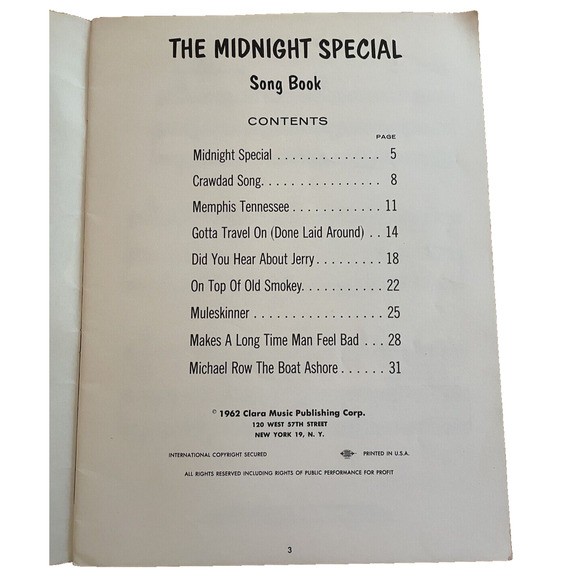 THE MIDNIGHT SPECIAL
Song Book
CONTENTS
PAGE
Midnight Special . . . . . . . . . . . . . . 5
Crawdad Song. . . . . . . . . . . . . . . . 8
Memphis Tennessee . . . . . . . . . . . . 11
Gotta Travel On (Done Laid Around) . . 14
Did You Hear About Jerry . . . . . . . . . 18
On Top Of Old Smokey. . . . . . . . . . . 22
Muleskinner . . . . . . . . . . . . . . . . . 25
Makes A Long Time Man Feel Bad . . . 28
Michael Row The Boat Ashore . . . . . . 31
© 1962 Clara Music Publishing Corp.
120 WEST 57TH STREET
NEW YORK 19, N. Y.
INTERNATIONAL COPYRIGHT SECURED PRINTED IN U.S.A.
ALL RIGHTS RESERVED INCLUDING RIGHTS OF PUBLIC PERFORMANCE FOR PROFIT
3